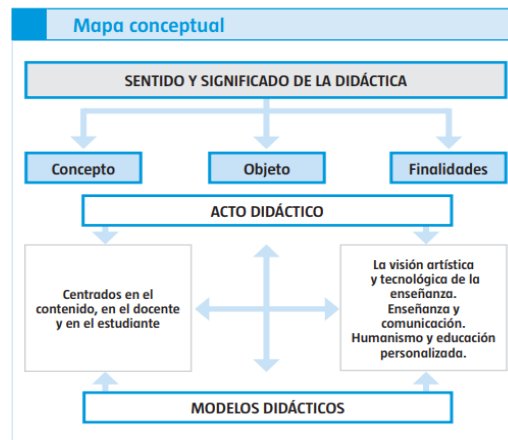 Mapa conceptual
SENTIDO Y SIGNIFICADO DE LA DIDÁCTICA
Concepto
Objeto
Finalidades
ACTO DIDÁCTICO
Centrados en el
contenido, en el docente
y en el estudiante
La visión artística
y tecnológica de la
enseñanza.
Enseñanza y
comunicación.
Humanismo y educación
personalizada.
MODELOS DIDÁCTICOS